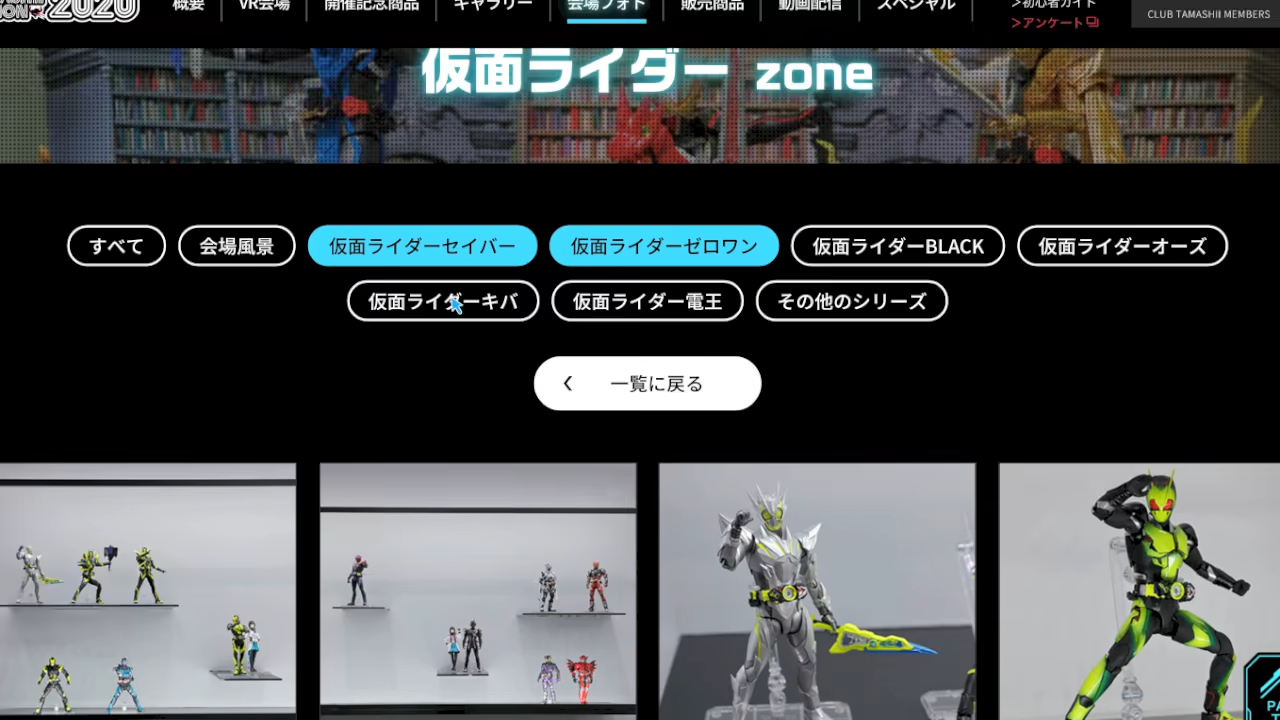 2020
概要
VR会場
開催記念商品
ギャラリー
会場フォト
販売商品
動画配信
スペシャル
＞初心者ガイド
＞アンケート
CLUB TAMASHII MEMBERS
仮面ライダー zone
すべて
会場風景
仮面ライダーセイバー
仮面ライダーゼロワン
仮面ライダーBLACK
仮面ライダーオーズ
仮面ライダーキバ
仮面ライダー電王
その他のシリーズ
一覧に戻る